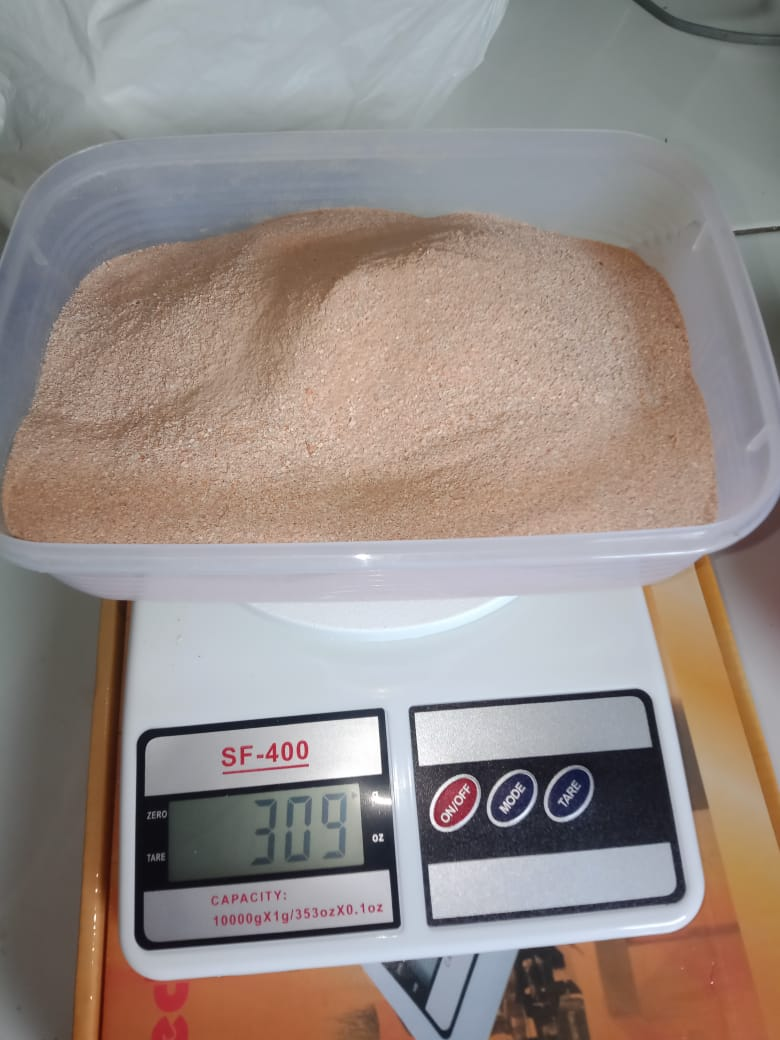 SF-400
ZERO
TARE
309
g
oz
CAPACITY:
10000gX1g/353ozX0.1oz
ON/OFF
MODE
TARE